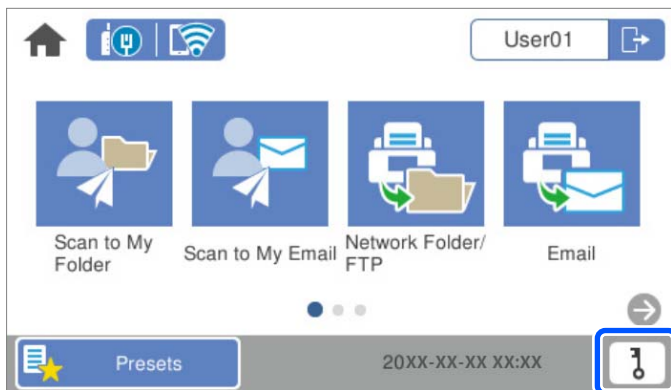 User01
Scan to My
Folder
Scan to My Email
Network Folder/
FTP
Email
Presets
20XX-XX-XX XX:XX